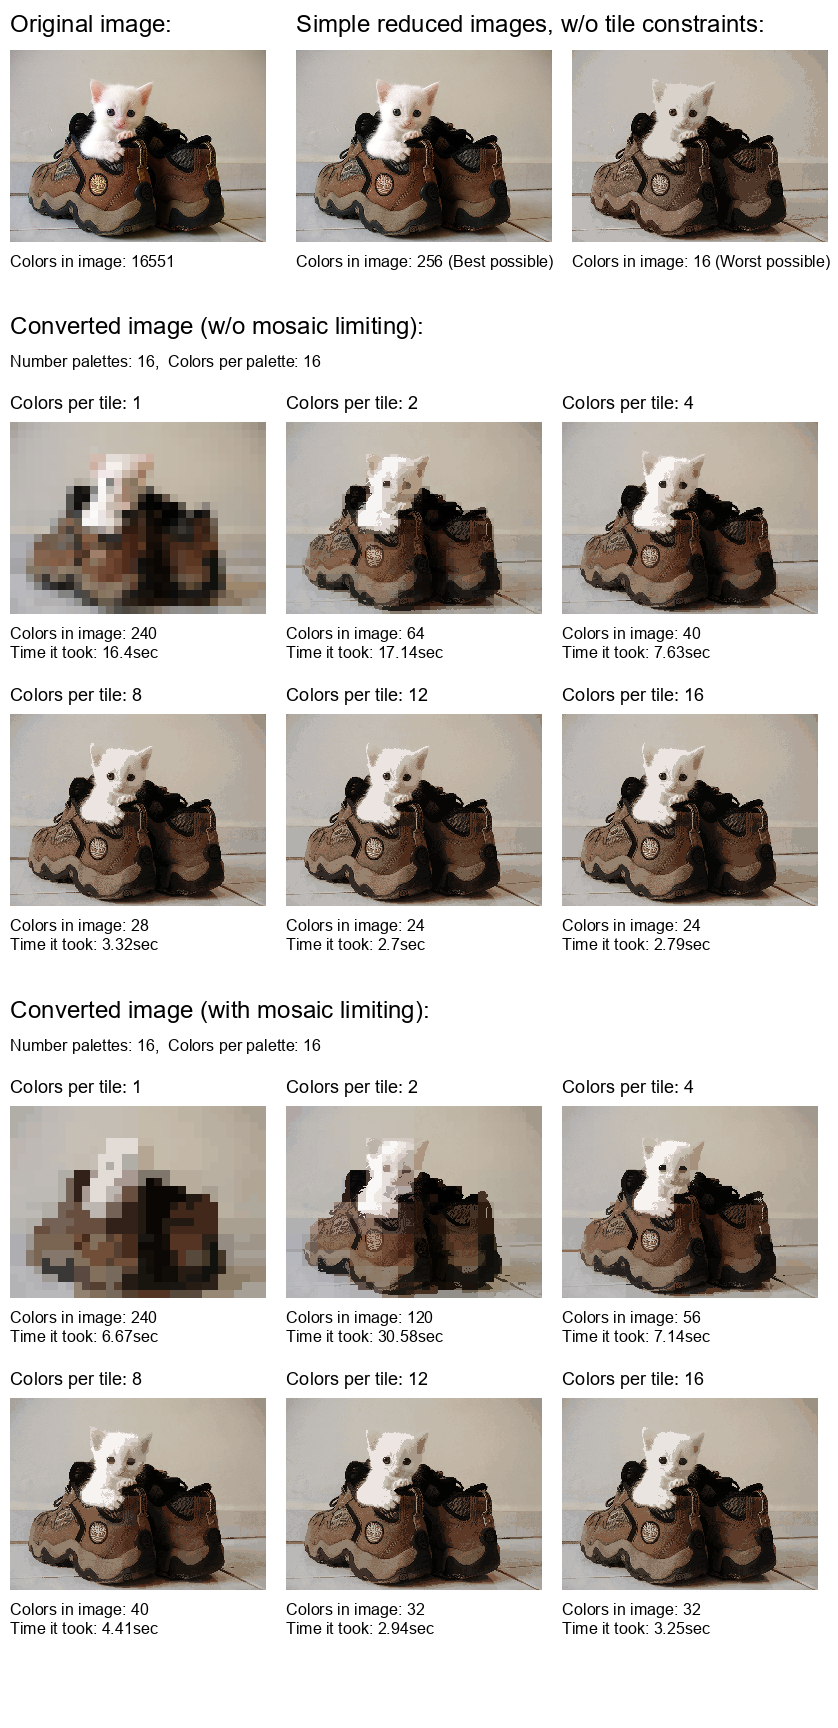 Original image:
Simple reduced images, w/o tile constraints:
Colors in image: 16551
Colors in image: 256 (Best possible)
Colors in image: 16 (Worst possible)
Converted image (w/o mosaic limiting):
Number palettes: 16,  Colors per palette: 16
Colors per tile: 1
Colors per tile: 2
Colors per tile: 4
Colors in image: 240
Time it took: 16.4sec
Colors in image: 64
Time it took: 17.14sec
Colors in image: 40
Time it took: 7.63sec
Colors per tile: 8
Colors per tile: 12
Colors per tile: 16
Colors in image: 28
Time it took: 3.32sec
Colors in image: 24
Time it took: 2.7sec
Colors in image: 24
Time it took: 2.79sec
Converted image (with mosaic limiting):
Number palettes: 16,  Colors per palette: 16
Colors per tile: 1
Colors per tile: 2
Colors per tile: 4
Colors in image: 240
Time it took: 6.67sec
Colors in image: 120
Time it took: 30.58sec
Colors in image: 56
Time it took: 7.14sec
Colors per tile: 8
Colors per tile: 12
Colors per tile: 16
Colors in image: 40
Time it took: 4.41sec
Colors in image: 32
Time it took: 2.94sec
Colors in image: 32
Time it took: 3.25sec